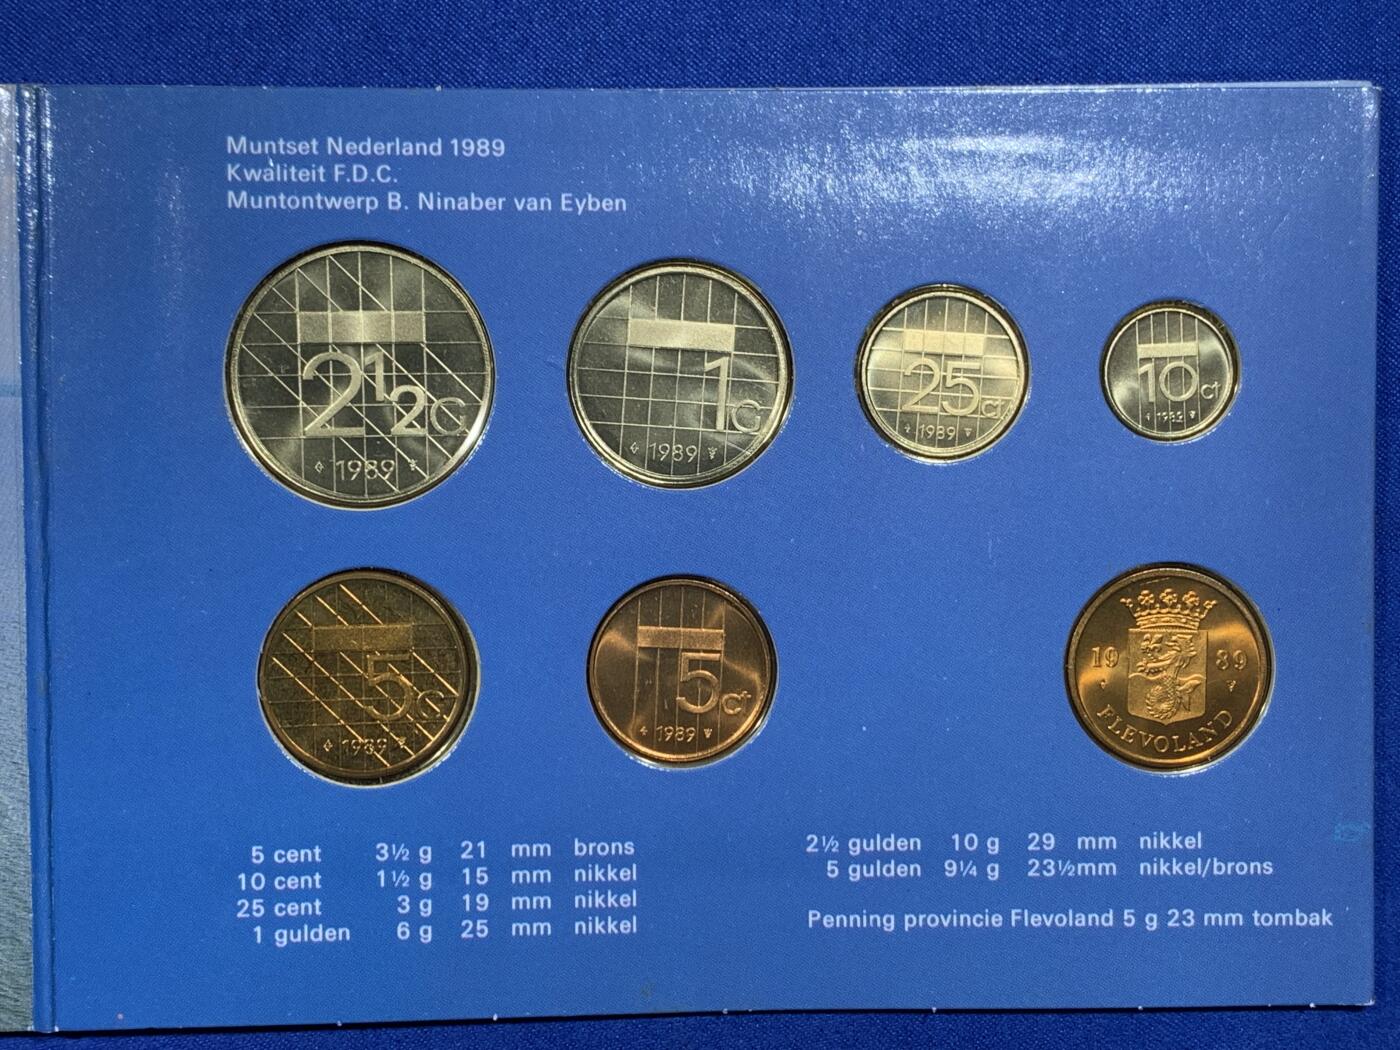 Muntset Nederland 1989
Kwaliteit F.D.C.
Muntontwerp B. Ninaber van Eyben
2½G
1989
1G
1989
25ct
1989
10ct
1989
5G
1989
5ct
1989
19 89
FLEVOLAND
5 cent 3½ g 21 mm brons
10 cent 1½ g 15 mm nikkel
25 cent 3 g 19 mm nikkel
1 gulden 6 g 25 mm nikkel
2½ gulden 10 g 29 mm nikkel
5 gulden 9¼ g 23½mm nikkel/brons
Penning provincie Flevoland 5 g 23 mm tombak